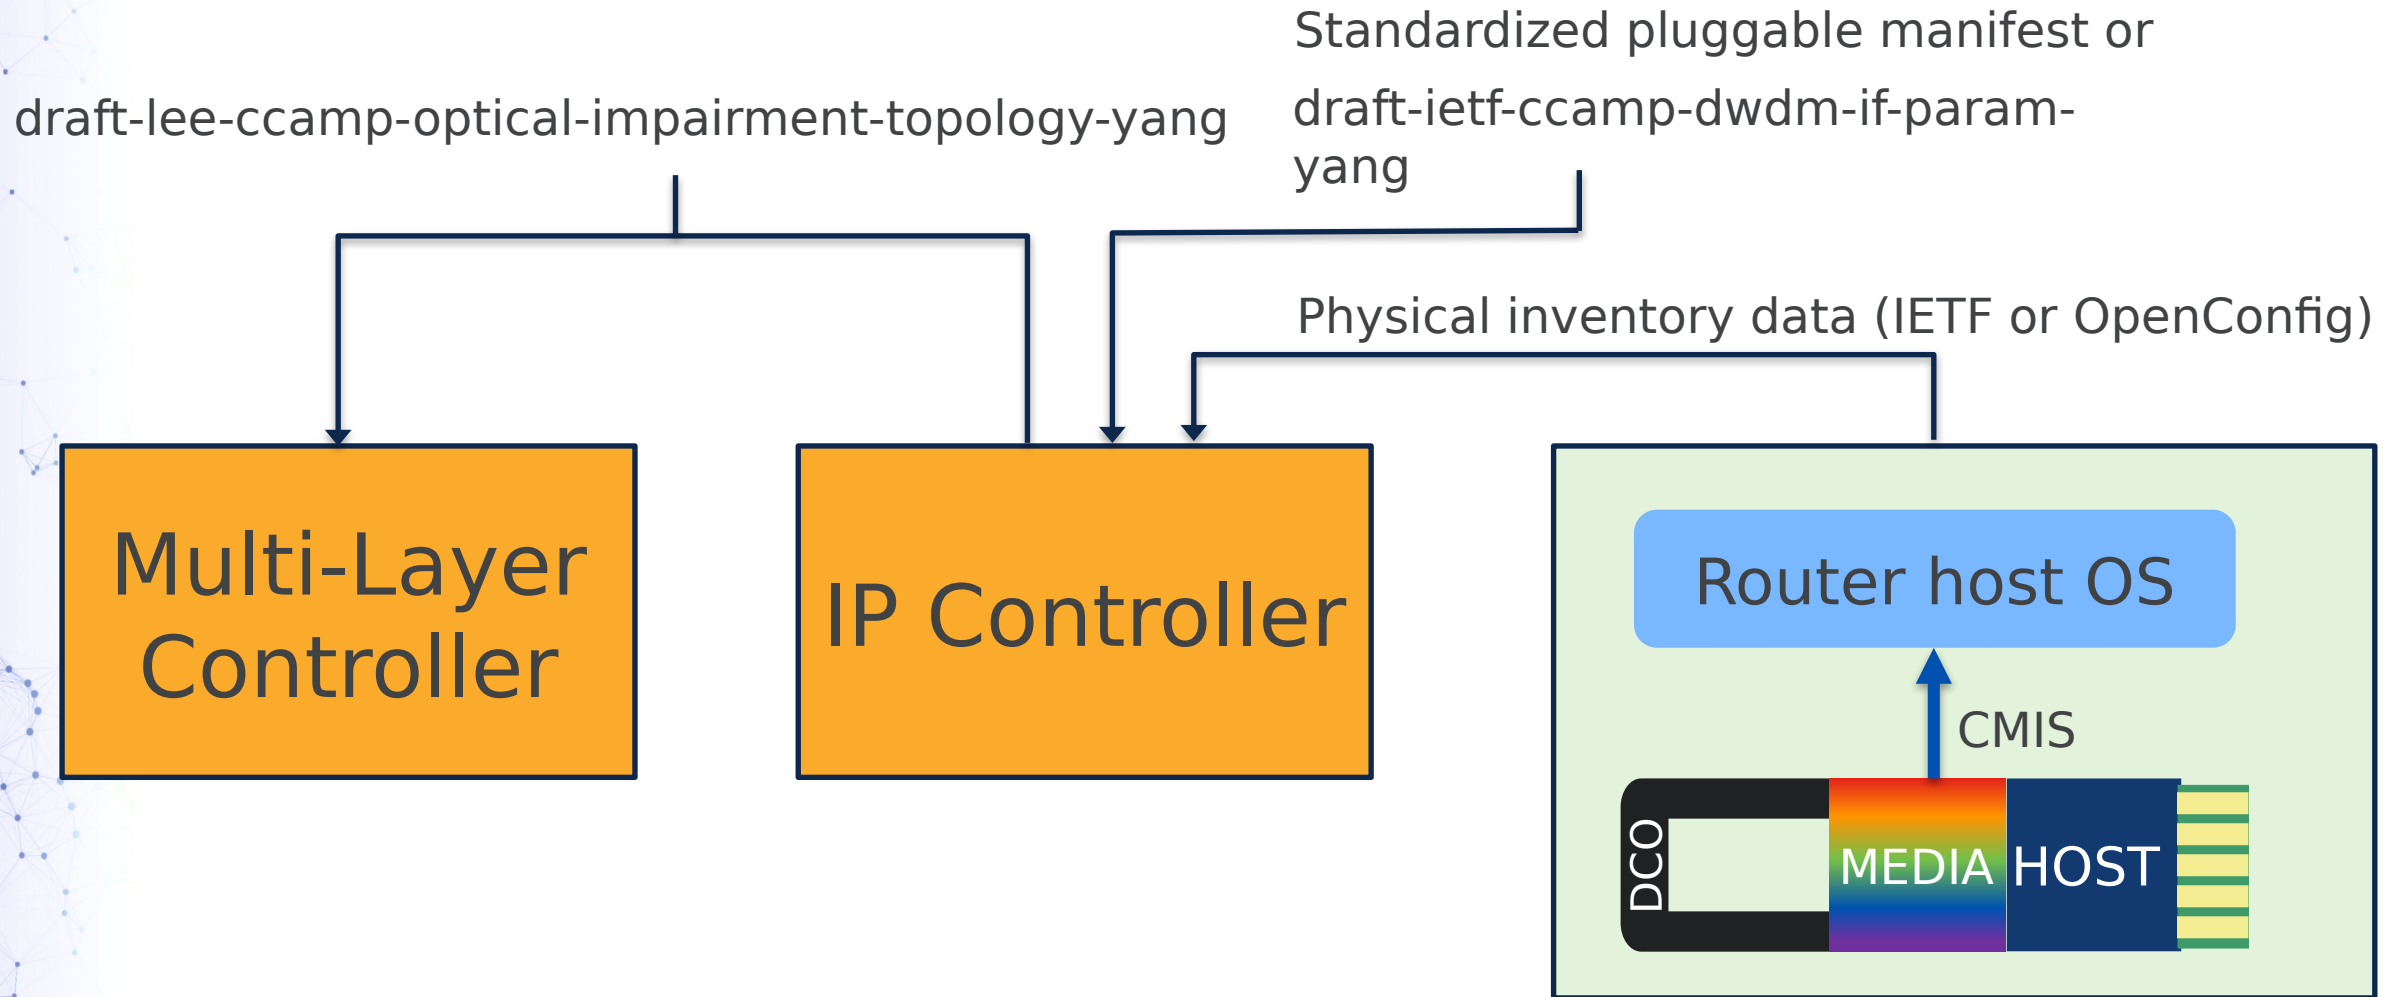 Standardized pluggable manifest or
draft-lee-ccamp-optical-impairment-topology-yang
draft-ietf-ccamp-dwdm-if-param-
yang
Physical inventory data (IETF or OpenConfig)
Multi-Layer
Controller
IP Controller
Router host OS
CMIS
DCO
MEDIA
HOST